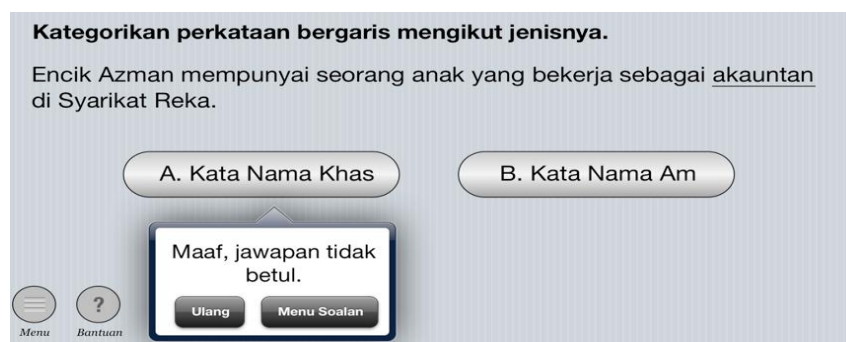 Kategorikan perkataan bergaris mengikut jenisnya.
Encik Azman mempunyai seorang anak yang bekerja sebagai akauntan
di Syarikat Reka.
A. Kata Nama Khas
B. Kata Nama Am
Maaf, jawapan tidak
betul.
Ulang
Menu Soalan
?
Menu
Bantuan